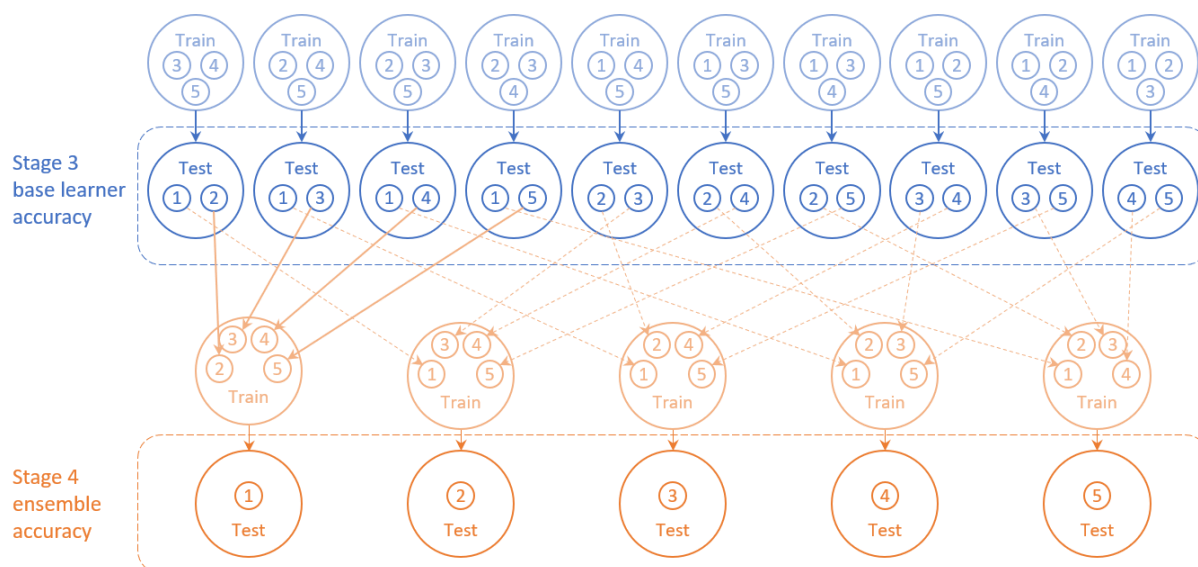 Train Train Train Train Train Train Train Train Train Train
3 4 2 4 2 3 2 3 1 4 1 3 1 3 1 2 1 2 1 2
5 5 5 4 5 5 4 5 4 3
Stage 3
base learner
accuracy
Test Test Test Test Test Test Test Test Test Test
1 2 1 3 1 4 1 5 2 3 2 4 2 5 3 4 3 5 4 5
3 4 3 4 2 4 2 3 2 3
2 5 1 5 1 5 1 5 1 4
Train Train Train Train Train
Stage 4
ensemble
accuracy
1 2 3 4 5
Test Test Test Test Test